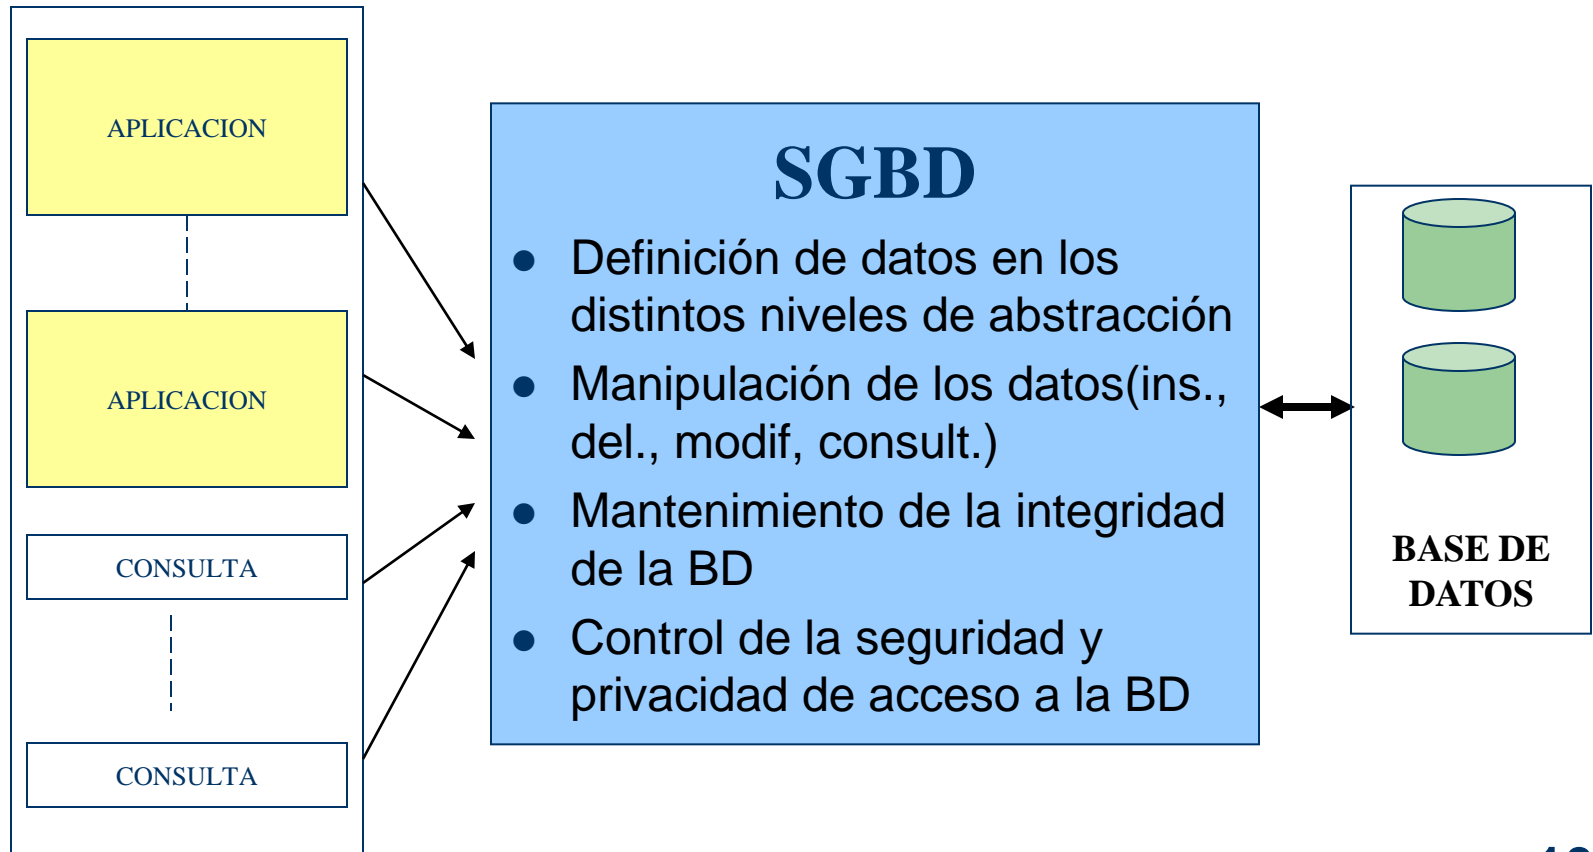 APLICACION
APLICACION
CONSULTA
CONSULTA
SGBD
● Definición de datos en los
distintos niveles de abstracción
● Manipulación de los datos(ins.,
del., modif, consult.)
● Mantenimiento de la integridad
de la BD
● Control de la seguridad y
privacidad de acceso a la BD
BASE DE
DATOS